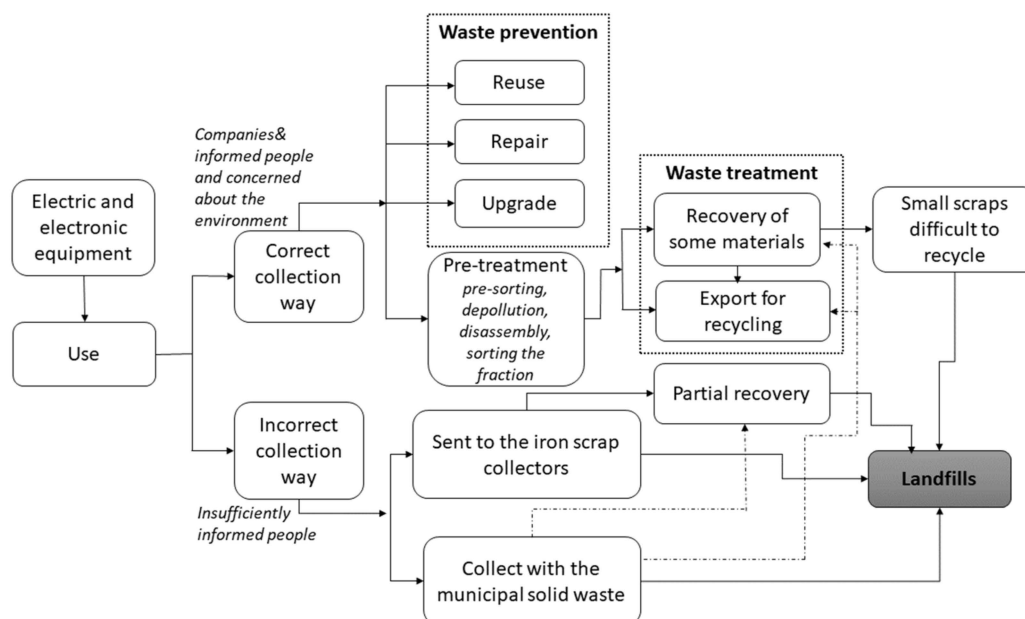 Waste prevention
Reuse
Repair
Upgrade
Companies&
informed people
and concerned
about the
environment
Electric and
electronic
equipment
Use
Correct
collection
way
Pre-treatment
pre-sorting,
depollution,
disassembly,
sorting the
fraction
Waste treatment
Recovery of
some materials
Export for
recycling
Small scraps
difficult to
recycle
Incorrect
collection
way
Insufficiently
informed people
Sent to the iron scrap
collectors
Partial recovery
Collect with the
municipal solid waste
Landfills